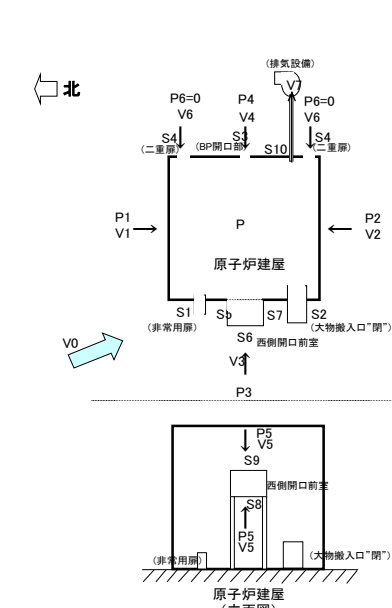 (排気設備)
北
V7
P6=0
V6
P4
V4
P6=0
V6
S4
(二重扉)
S3
(BP開口部)
S10
S4
(二重扉)
P1
V1
P
P2
V2
原子炉建屋
S1
(非常用扉)
S5
S7
S2
(大物搬入口"閉")
S6
西側開口前室
V0
V3
P3
P5
V5
S9
西側開口前室
S8
P5
V5
(非常用扉)
(大物搬入口"閉")
原子炉建屋